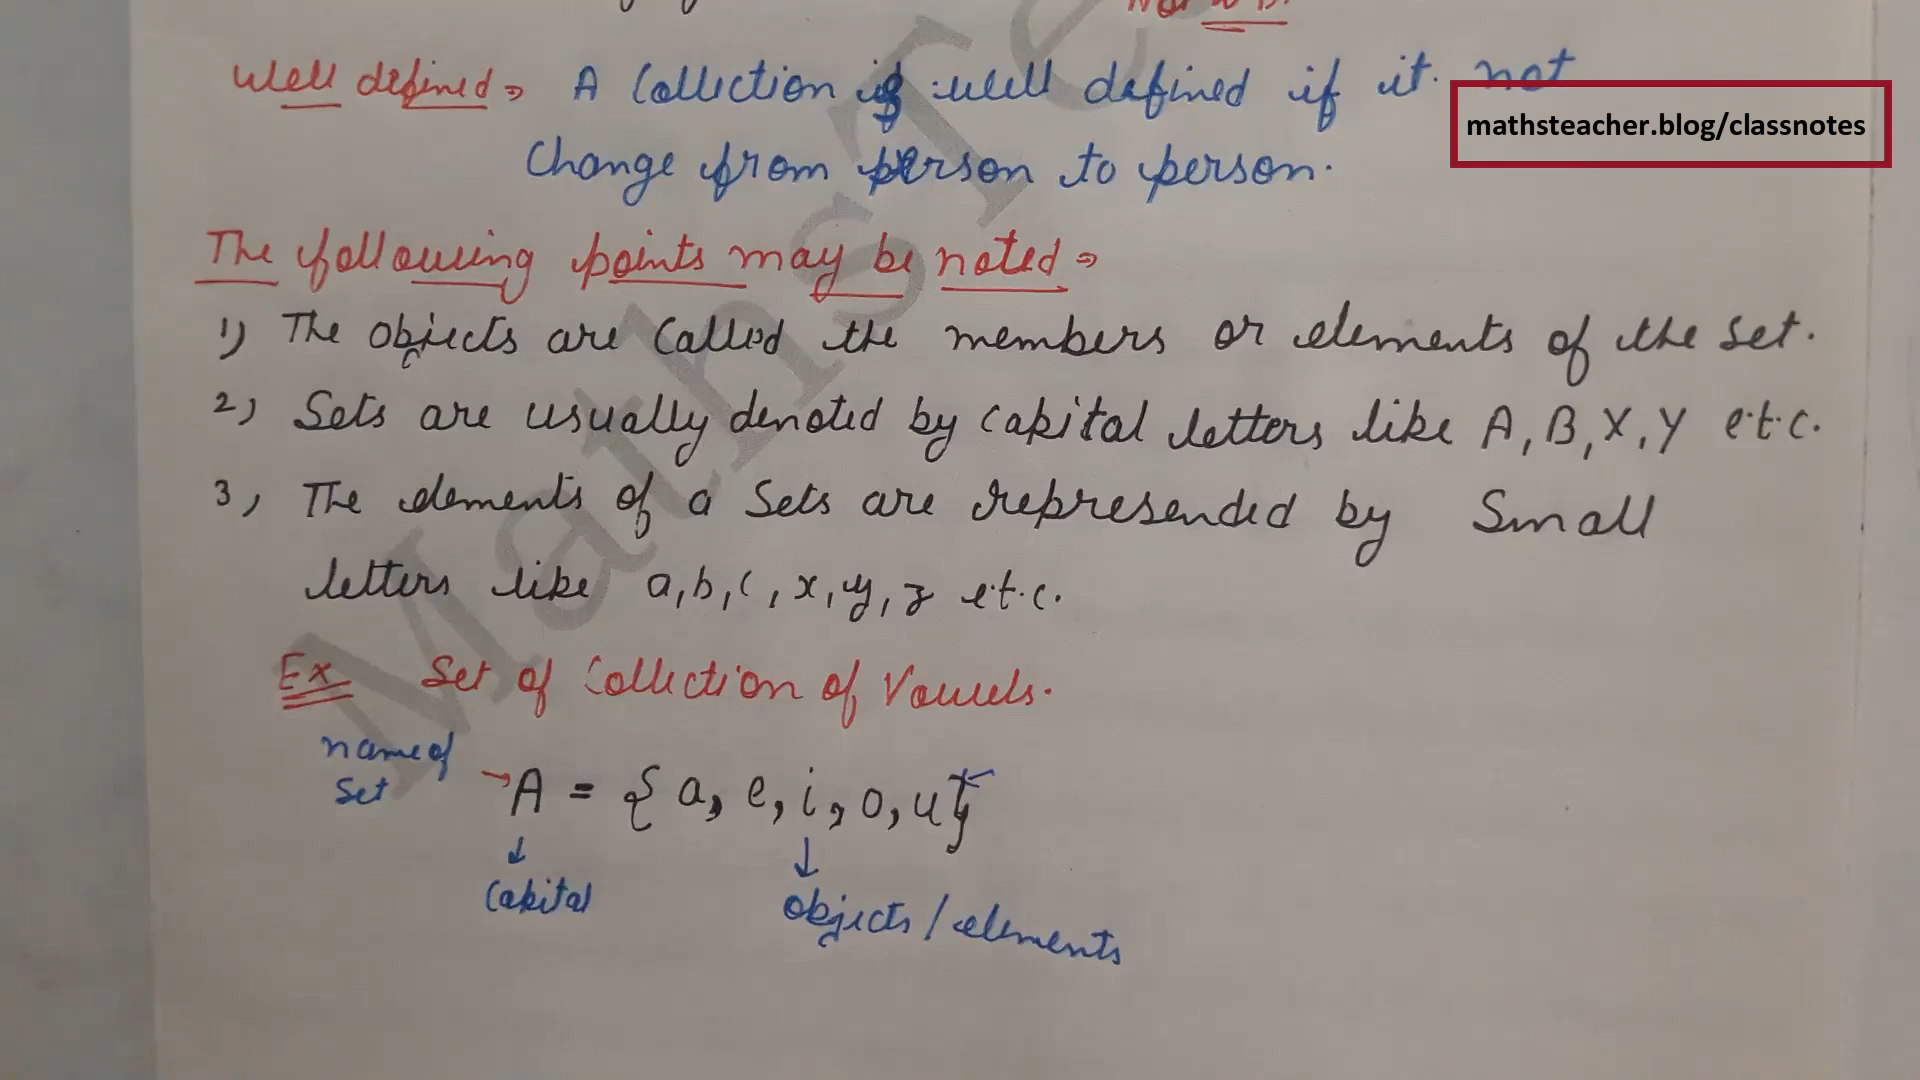 Well defined ⇒ A Collection is well defined if it not
mathsteacher.blog/classnotes
Change from person to person.
The following points may be noted ⇒
1) The objects are called the members or elements of the set.
2) Sets are usually denoted by capital letters like A, B, X, Y e.t.c.
3) The elements of a Sets are represended by Small
letters like a, b, c, x, y, z e.t.c.
Ex Set of Collection of Vowels.
name of
Set
→A = { a, e, i, o, u}
↓ ↓
Capital
objects / elements
MathsTe